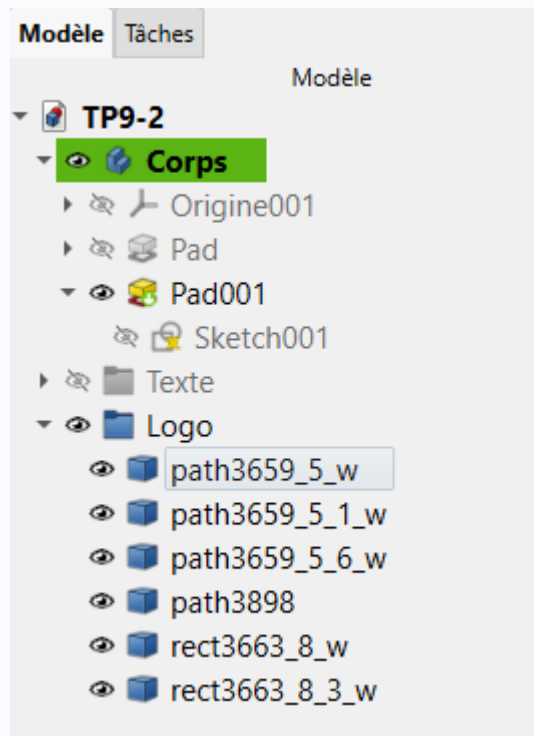 Modèle Tâches
Modèle
TP9-2
Corps
Origine001
Pad
Pad001
Sketch001
Texte
Logo
path3659_5_w
path3659_5_1_w
path3659_5_6_w
path3898
rect3663_8_w
rect3663_8_3_w